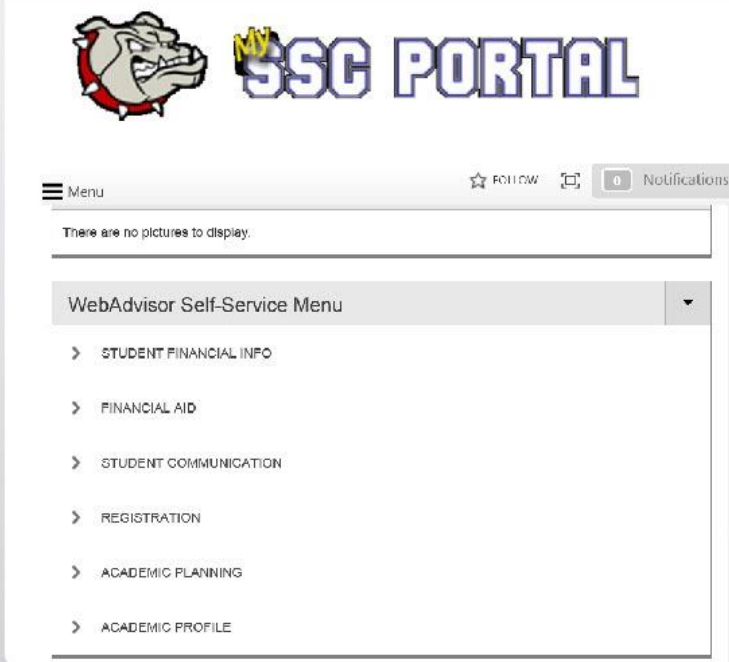 My SSC PORTAL
Menu
FOLLOW
0 Notifications
There are no pictures to display.
WebAdvisor Self-Service Menu
STUDENT FINANCIAL INFO
FINANCIAL AID
STUDENT COMMUNICATION
REGISTRATION
ACADEMIC PLANNING
ACADEMIC PROFILE